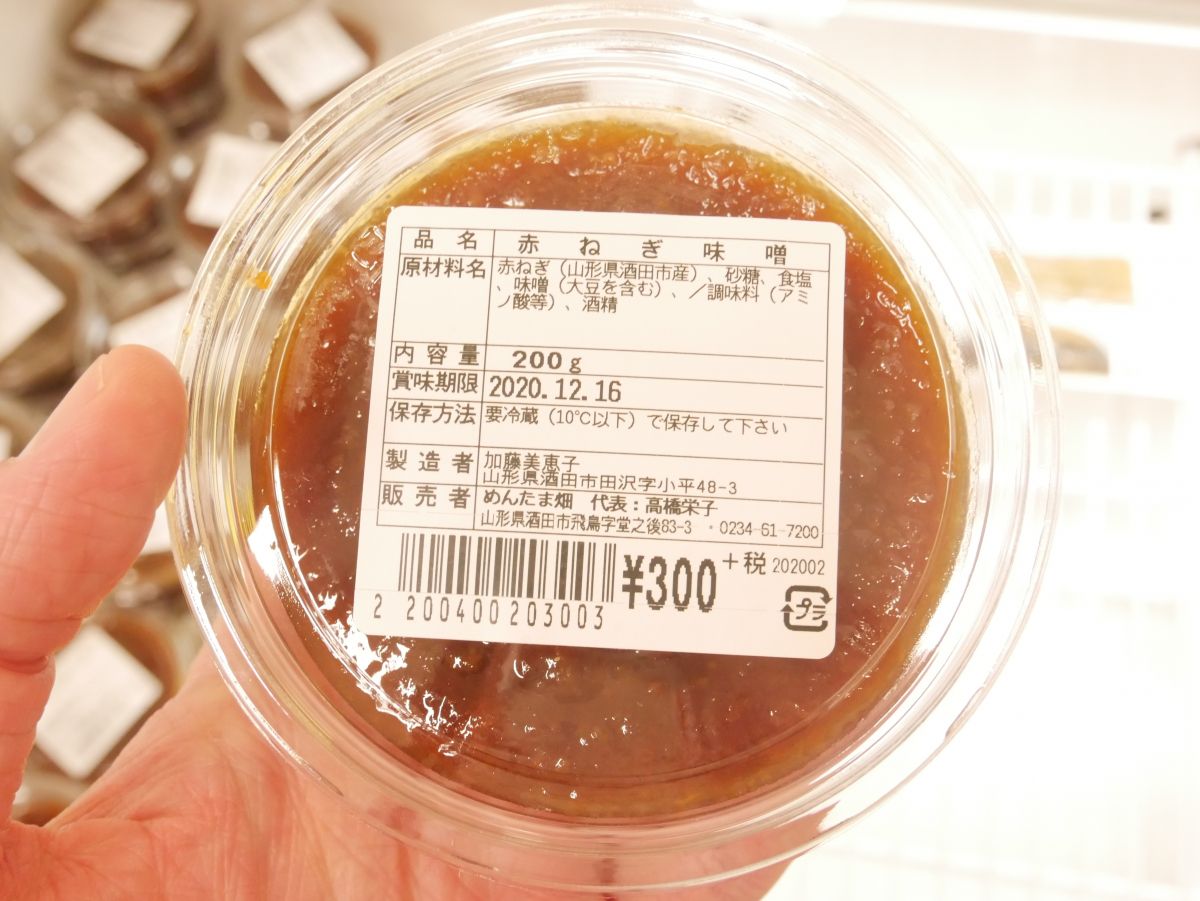 品名 赤ねぎ味噌
原材料名 赤ねぎ（山形県酒田市産）、砂糖、食塩
、味噌（大豆を含む）、／調味料（アミ
ノ酸等）、酒精
内容量 200g
賞味期限 2020.12.16
保存方法 要冷蔵（10℃以下）で保存して下さい
製造者 加藤美恵子
山形県酒田市田沢字小平48-3
販売者 めんたま畑 代表：高橋栄子
山形県酒田市飛鳥字堂之後83-3 ・0234-61-7200
¥300 +税 202002
2 200400 203003
プラ